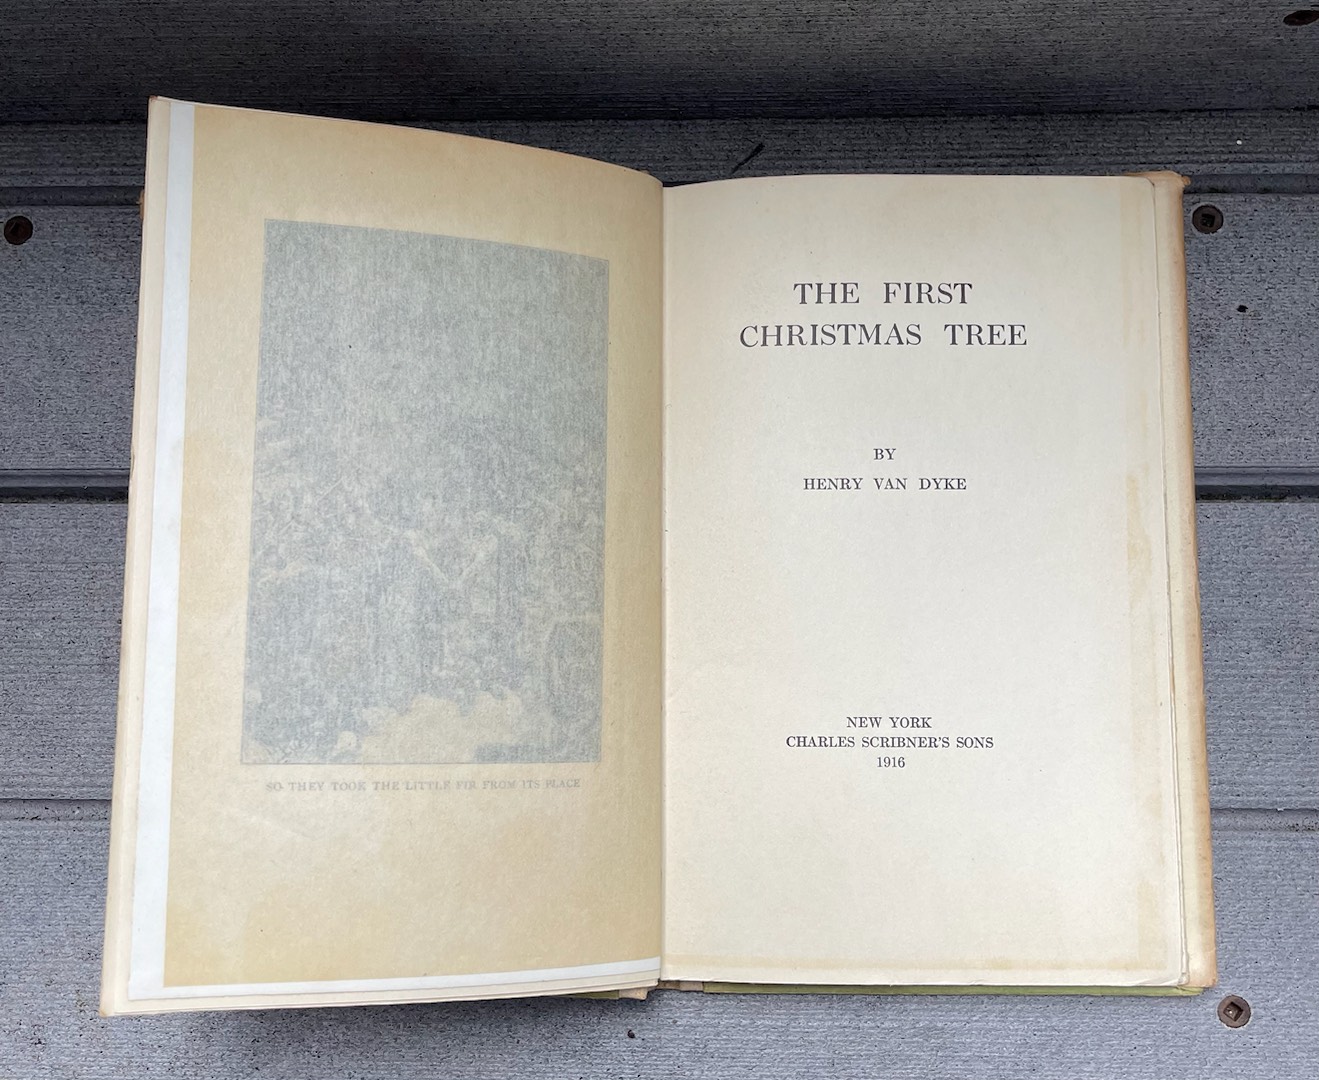 SO THEY TOOK THE LITTLE FIR FROM ITS PLACE
THE FIRST
CHRISTMAS TREE
BY
HENRY VAN DYKE
NEW YORK
CHARLES SCRIBNER'S SONS
1916